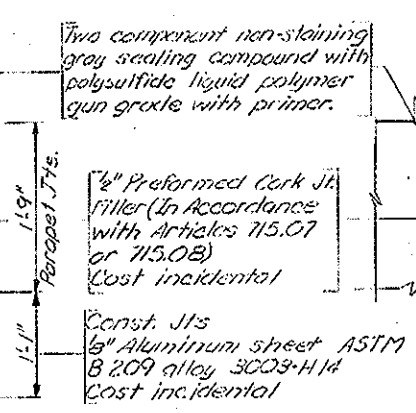 Two component non-staining
gray sealing compound with
polysulfide liquid polymer
gun grade with primer.
1'-9"
Parapet Jts.
½" Preformed Cork Jt.
Filler (In Accordance
with Articles 715.07
or 715.08)
Cost incidental
1'-1"
Const. Jts
⅛" Aluminum sheet ASTM
B 209 alloy 3003-H14
Cost incidental